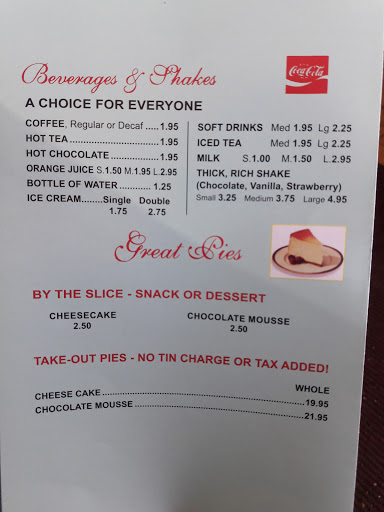 Beverages & Shakes
Coca-Cola
A CHOICE FOR EVERYONE
COFFEE, Regular or Decaf ..... 1.95
HOT TEA ............................. 1.95
HOT CHOCOLATE ................ 1.95
ORANGE JUICE S.1.50 M.1.95 L.2.95
BOTTLE OF WATER ........... 1.25
ICE CREAM........Single Double
1.75 2.75
SOFT DRINKS Med 1.95 Lg 2.25
ICED TEA Med 1.95 Lg 2.25
MILK S.1.00 M.1.50 L.2.95
THICK, RICH SHAKE
(Chocolate, Vanilla, Strawberry)
Small 3.25 Medium 3.75 Large 4.95
Great Pies
BY THE SLICE - SNACK OR DESSERT
CHEESECAKE
2.50
CHOCOLATE MOUSSE
2.50
TAKE-OUT PIES - NO TIN CHARGE OR TAX ADDED!
WHOLE
CHEESE CAKE ............................................................ 19.95
CHOCOLATE MOUSSE .................................................. 21.95